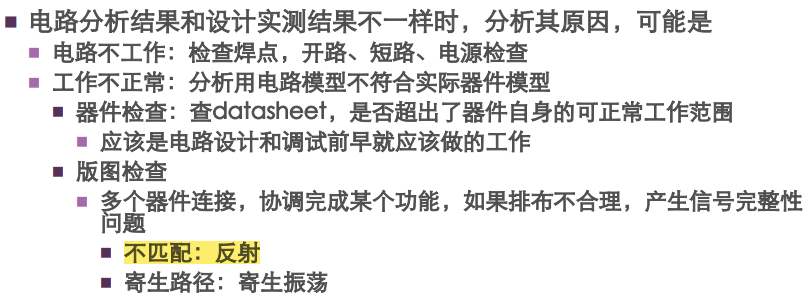 电路分析结果和设计实测结果不一样时，分析其原因，可能是
电路不工作：检查焊点，开路、短路、电源检查
工作不正常：分析用电路模型不符合实际器件模型
器件检查：查datasheet，是否超出了器件自身的可正常工作范围
应该是电路设计和调试前早就应该做的工作
版图检查
多个器件连接，协调完成某个功能，如果排布不合理，产生信号完整性
问题
不匹配：反射
寄生路径：寄生振荡